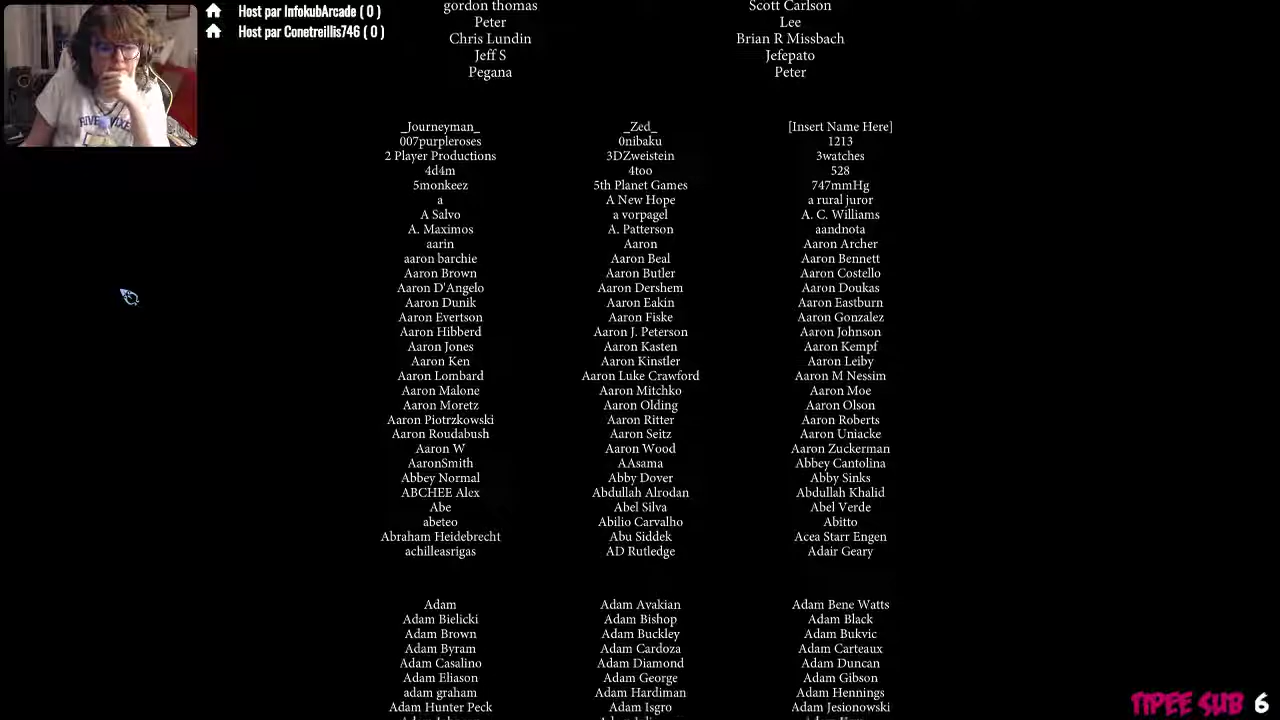 Host par InfokubArcade ( 0 )
Host par Conetreillis746 ( 0 )
gordon thomas Scott Carlson
Peter Lee
Chris Lundin Brian R Missbach
Jeff S Jefepato
Pegana Peter
_Journeyman_ _Zed_ [Insert Name Here]
007purpleroses 0nibaku 1213
2 Player Productions 3DZweistein 3watches
4d4m 4too 528
5monkeez 5th Planet Games 747mmHg
a A New Hope a rural juror
A Salvo a vorpagel A. C. Williams
A. Maximos A. Patterson aandnota
aarin Aaron Aaron Archer
aaron barchie Aaron Beal Aaron Bennett
Aaron Brown Aaron Butler Aaron Costello
Aaron D'Angelo Aaron Dershem Aaron Doukas
Aaron Dunik Aaron Eakin Aaron Eastburn
Aaron Evertson Aaron Fiske Aaron Gonzalez
Aaron Hibberd Aaron J. Peterson Aaron Johnson
Aaron Jones Aaron Kasten Aaron Kempf
Aaron Ken Aaron Kinstler Aaron Leiby
Aaron Lombard Aaron Luke Crawford Aaron M Nessim
Aaron Malone Aaron Mitchko Aaron Moe
Aaron Moretz Aaron Olding Aaron Olson
Aaron Piotrzkowski Aaron Ritter Aaron Roberts
Aaron Roudabush Aaron Seitz Aaron Uniacke
Aaron W Aaron Wood Aaron Zuckerman
AaronSmith AAsama Abbey Cantolina
Abbey Normal Abby Dover Abby Sinks
ABCHEE Alex Abdullah Alrodan Abdullah Khalid
Abe Abel Silva Abel Verde
abeteo Abilio Carvalho Abitto
Abraham Heidebrecht Abu Siddek Acea Starr Engen
achilleasrigas AD Rutledge Adair Geary
Adam Adam Avakian Adam Bene Watts
Adam Bielicki Adam Bishop Adam Black
Adam Brown Adam Buckley Adam Bukvic
Adam Byram Adam Cardoza Adam Carteaux
Adam Casalino Adam Diamond Adam Duncan
Adam Eliason Adam George Adam Gibson
adam graham Adam Hardiman Adam Hennings
Adam Hunter Peck Adam Isgro Adam Jesionowski
TIPEE SUB 6